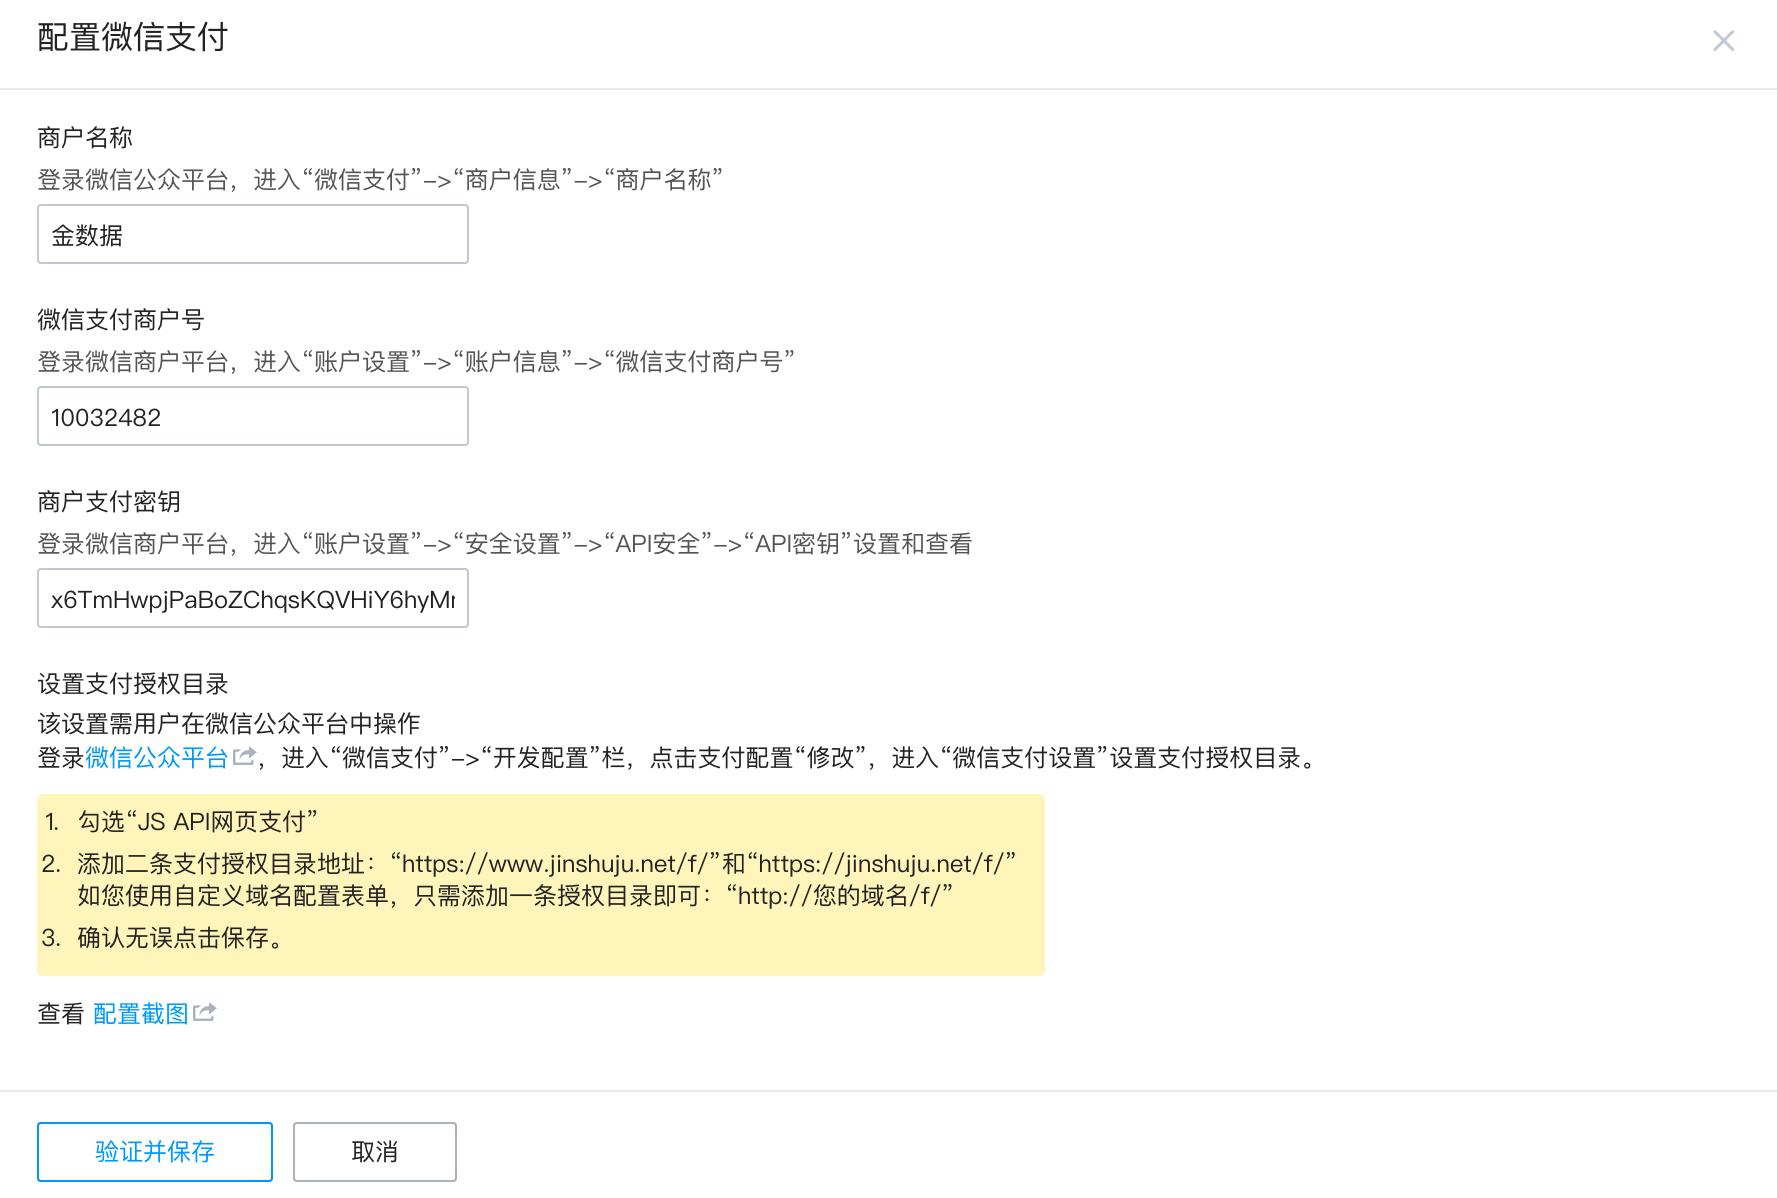 配置微信支付
商户名称
登录微信公众平台，进入“微信支付”–>“商户信息”–>“商户名称”
金数据
微信支付商户号
登录微信商户平台，进入“账户设置”–>“账户信息”–>“微信支付商户号”
10032482
商户支付密钥
登录微信商户平台，进入“账户设置”–>“安全设置”–>“API安全”–>“API密钥”设置和查看
x6TmHwpjPaBoZChqsKQVHiY6hyM
设置支付授权目录
该设置需用户在微信公众平台中操作
登录微信公众平台，进入“微信支付”–>“开发配置”栏，点击支付配置“修改”，进入“微信支付设置”设置支付授权目录。
1. 勾选“JS API网页支付”
2. 添加二条支付授权目录地址：“https://www.jinshuju.net/f/”和“https://jinshuju.net/f/”
如您使用自定义域名配置表单，只需添加一条授权目录即可：“http://您的域名/f/”
3. 确认无误点击保存。
查看 配置截图
验证并保存
取消